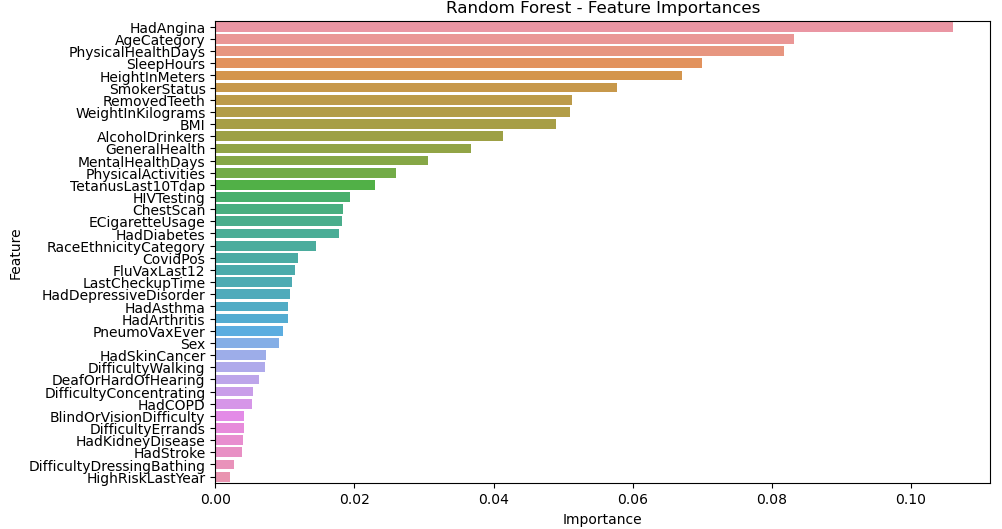 Random Forest - Feature Importances
HadAngina
AgeCategory
PhysicalHealthDays
SleepHours
HeightInMeters
SmokerStatus
RemovedTeeth
WeightInKilograms
BMI
AlcoholDrinkers
GeneralHealth
MentalHealthDays
PhysicalActivities
TetanusLast10Tdap
HIVTesting
ChestScan
ECigaretteUsage
HadDiabetes
RaceEthnicityCategory
CovidPos
FluVaxLast12
LastCheckupTime
HadDepressiveDisorder
HadAsthma
HadArthritis
PneumoVaxEver
Sex
HadSkinCancer
DifficultyWalking
DeafOrHardOfHearing
DifficultyConcentrating
HadCOPD
BlindOrVisionDifficulty
DifficultyErrands
HadKidneyDisease
HadStroke
DifficultyDressingBathing
HighRiskLastYear
Feature
0.00 0.02 0.04 0.06 0.08 0.10
Importance